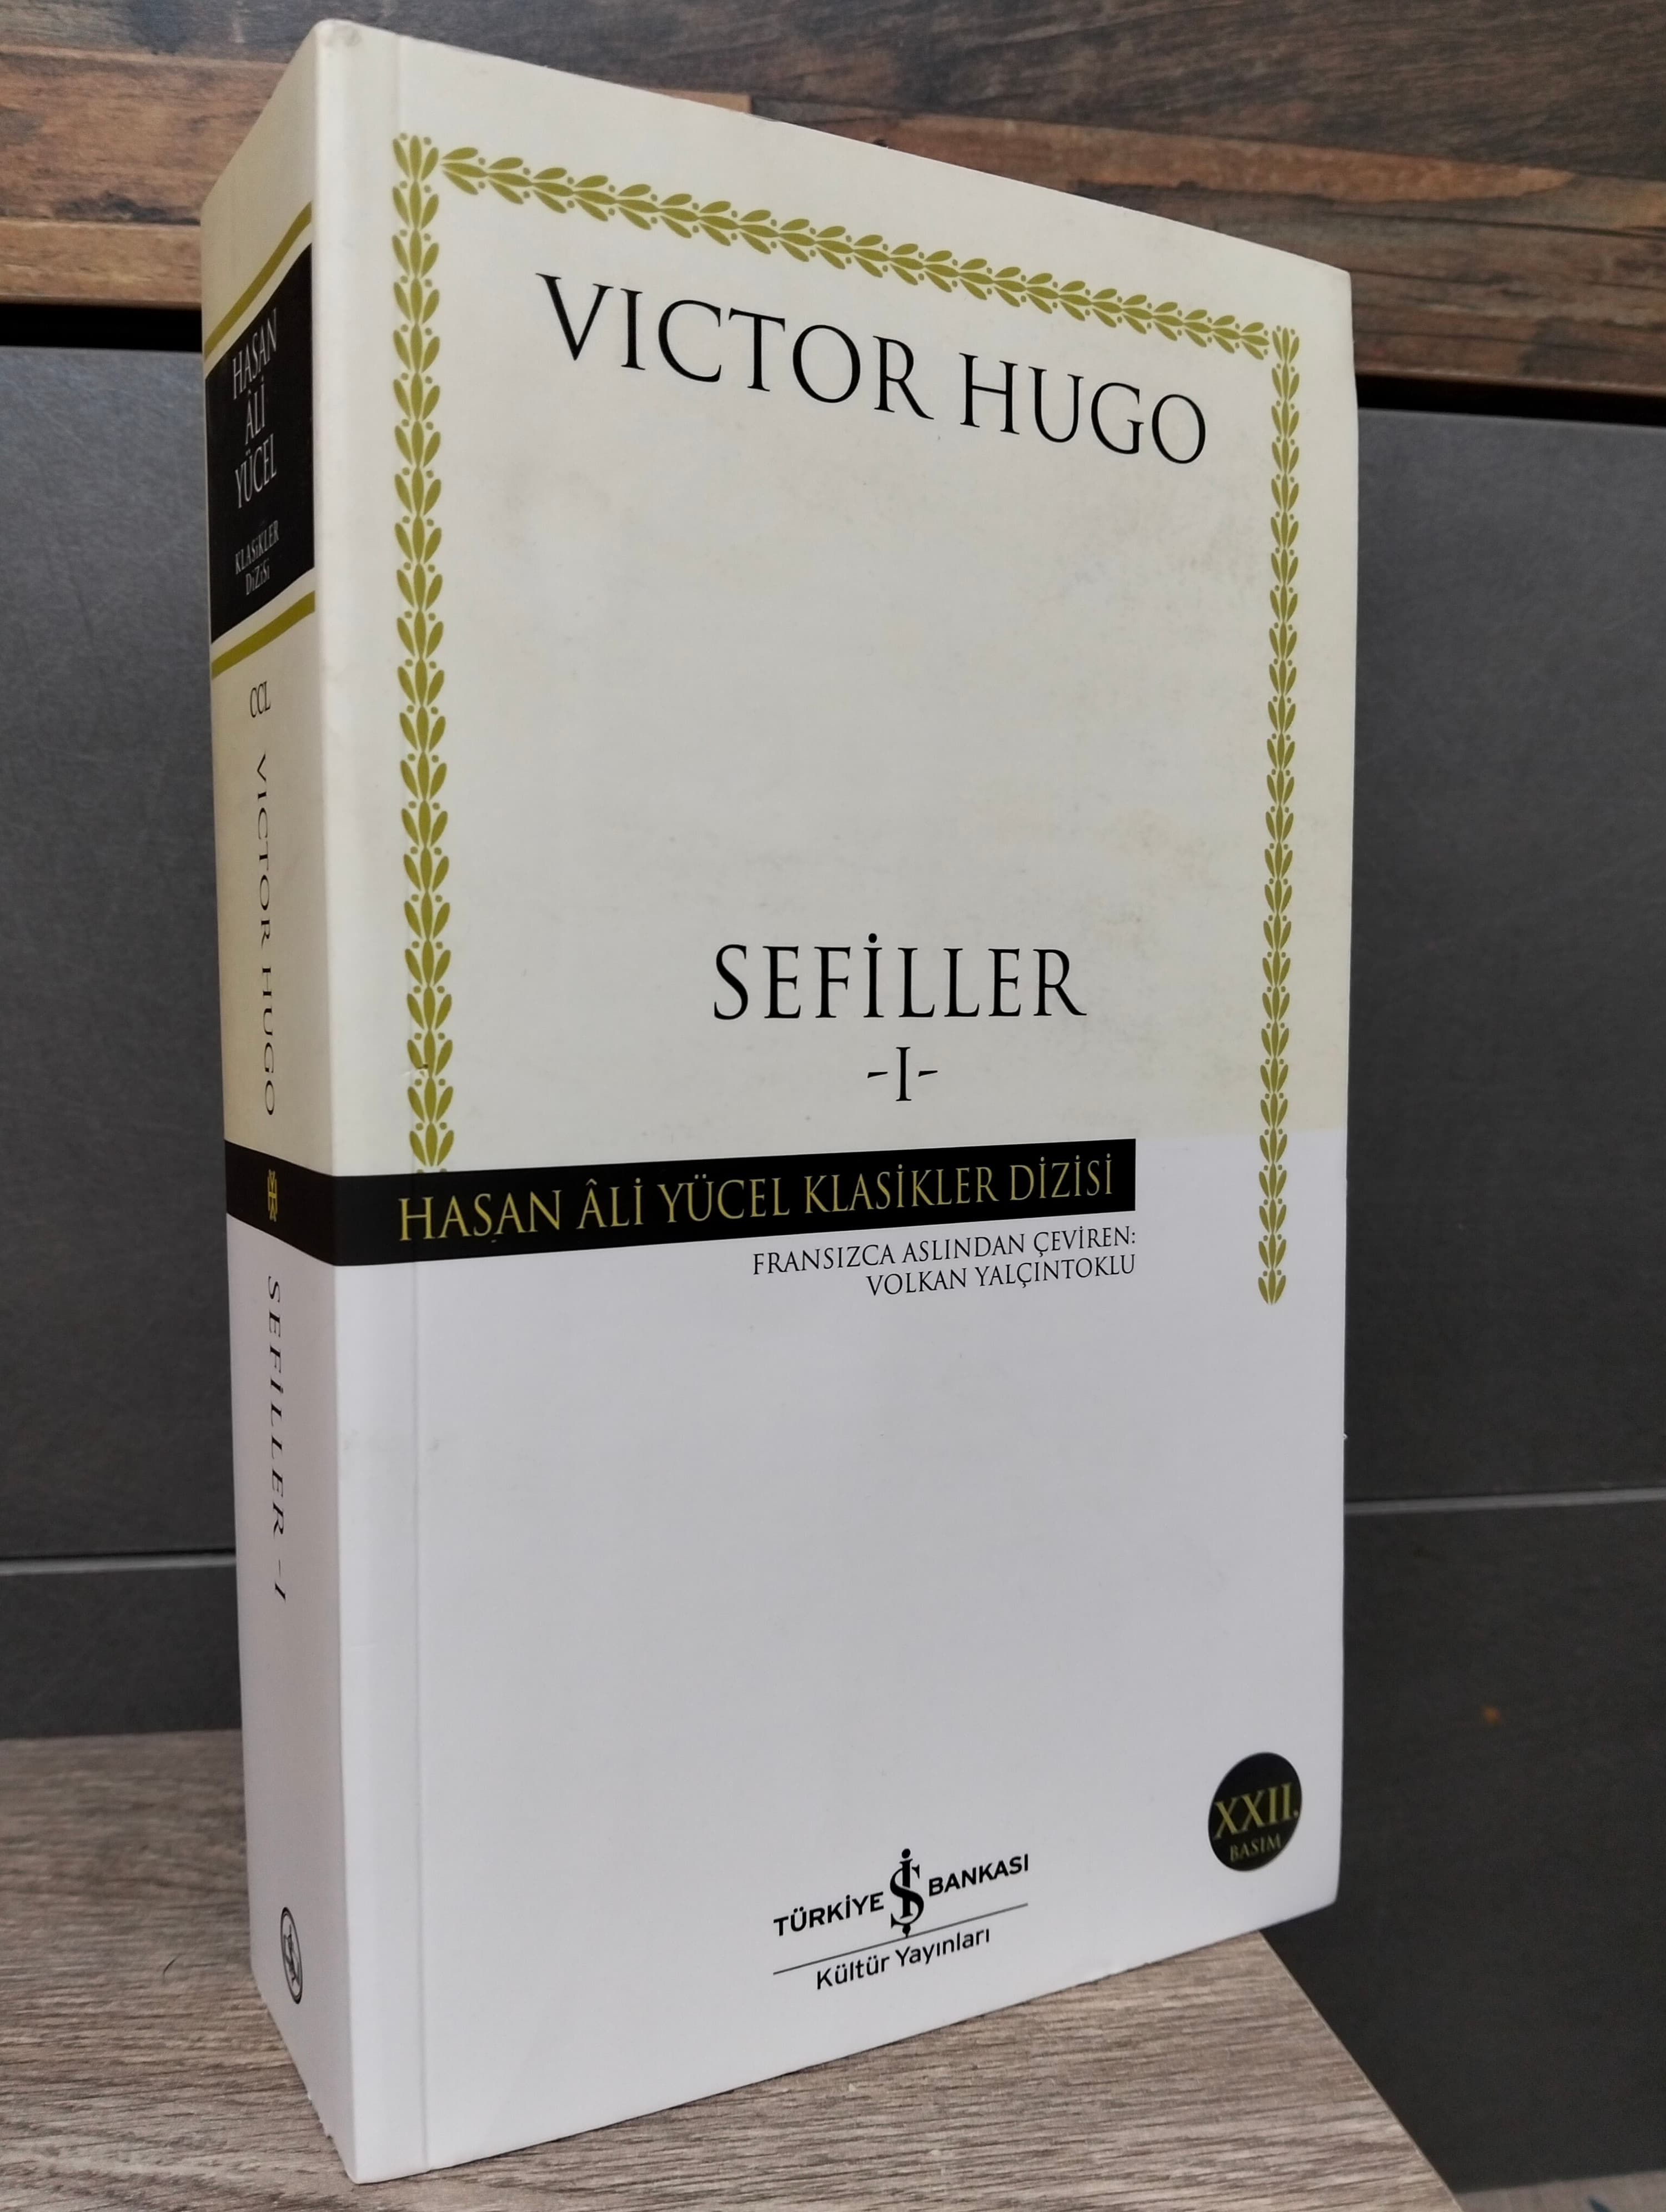 HASAN
ÂLİ
YÜCEL
KLASİKLER
DİZİSİ
CCL VICTOR HUGO
SEFİLLER -I
VICTOR HUGO
SEFİLLER
-I-
HASAN ÂLİ YÜCEL KLASİKLER DİZİSİ
FRANSIZCA ASLINDAN ÇEVİREN:
VOLKAN YALÇINTOKLU
XXII.
BASIM
TÜRKİYE İŞ BANKASI
Kültür Yayınları